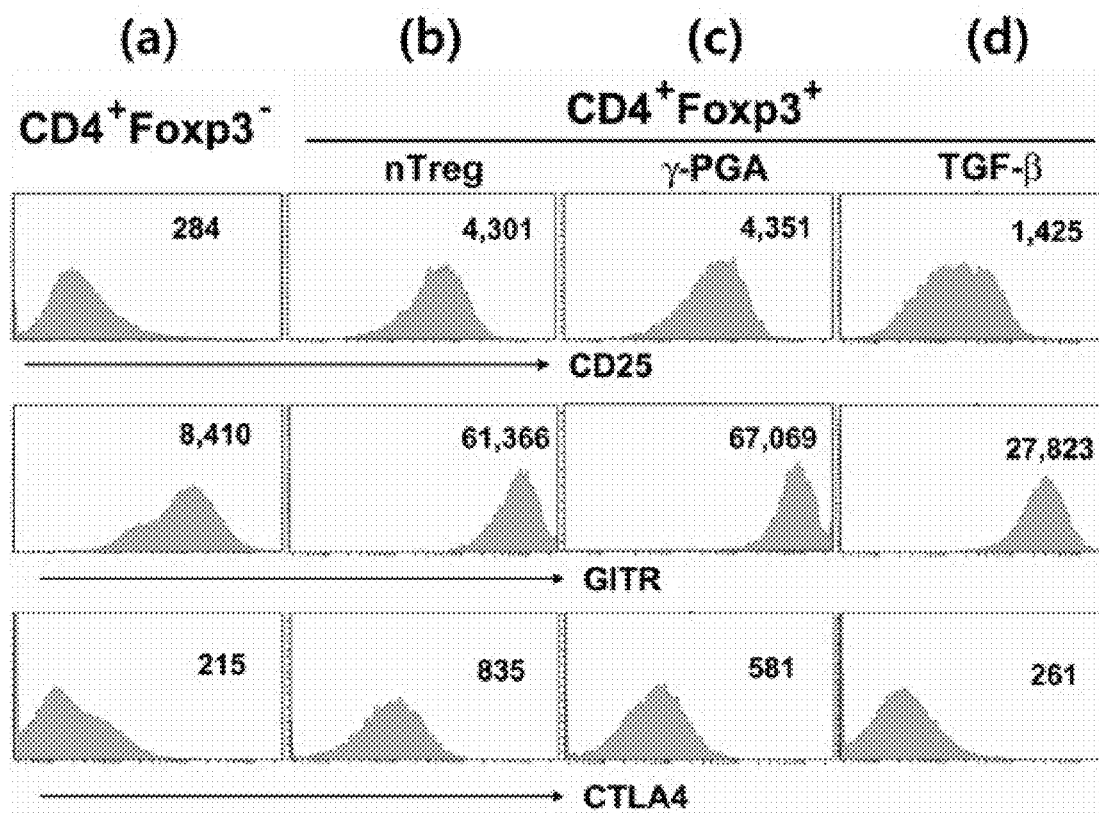 (a) (b) (c) (d)
CD4⁺Foxp3⁻ CD4⁺Foxp3⁺
nTreg γ-PGA TGF-β
284 4,301 4,351 1,425
CD25
8,410 61,366 67,069 27,823
GITR
215 835 581 261
CTLA4